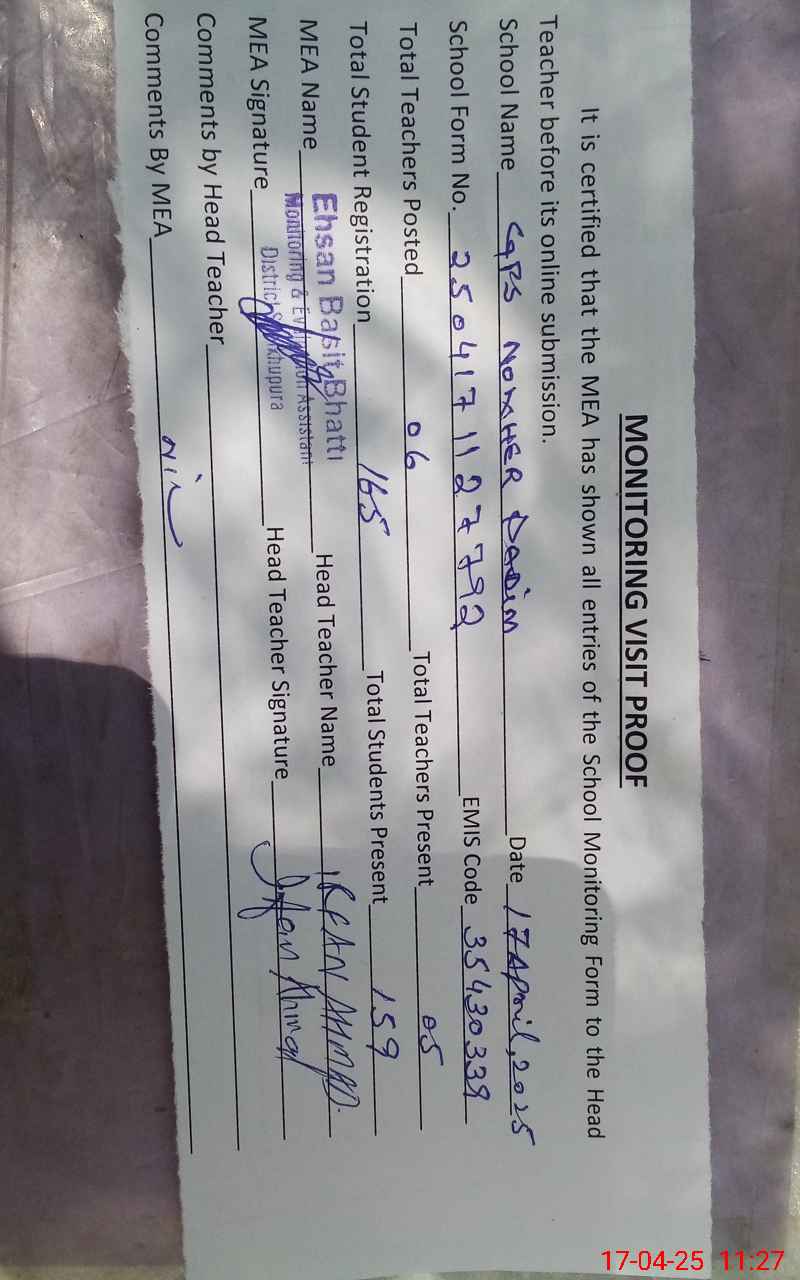 MONITORING VISIT PROOF
It is certified that the MEA has shown all entries of the School Monitoring Form to the Head
Teacher before its online submission.
School Name GPS Date 17 April, 2025
School Form No. 2504171127792 EMIS Code 35430339
Total Teachers Posted 06 Total Teachers Present 05
Total Student Registration 165 Total Students Present 159
MEA Name Ehsan Basit Bhatti Head Teacher Name IRFAN AHMAD.
Monitoring & Evaluation Assistant
District Sheikhupura
MEA Signature Head Teacher Signature Irfan Ahmad
Comments by Head Teacher
Comments By MEA Nil
17-04-25 11:27